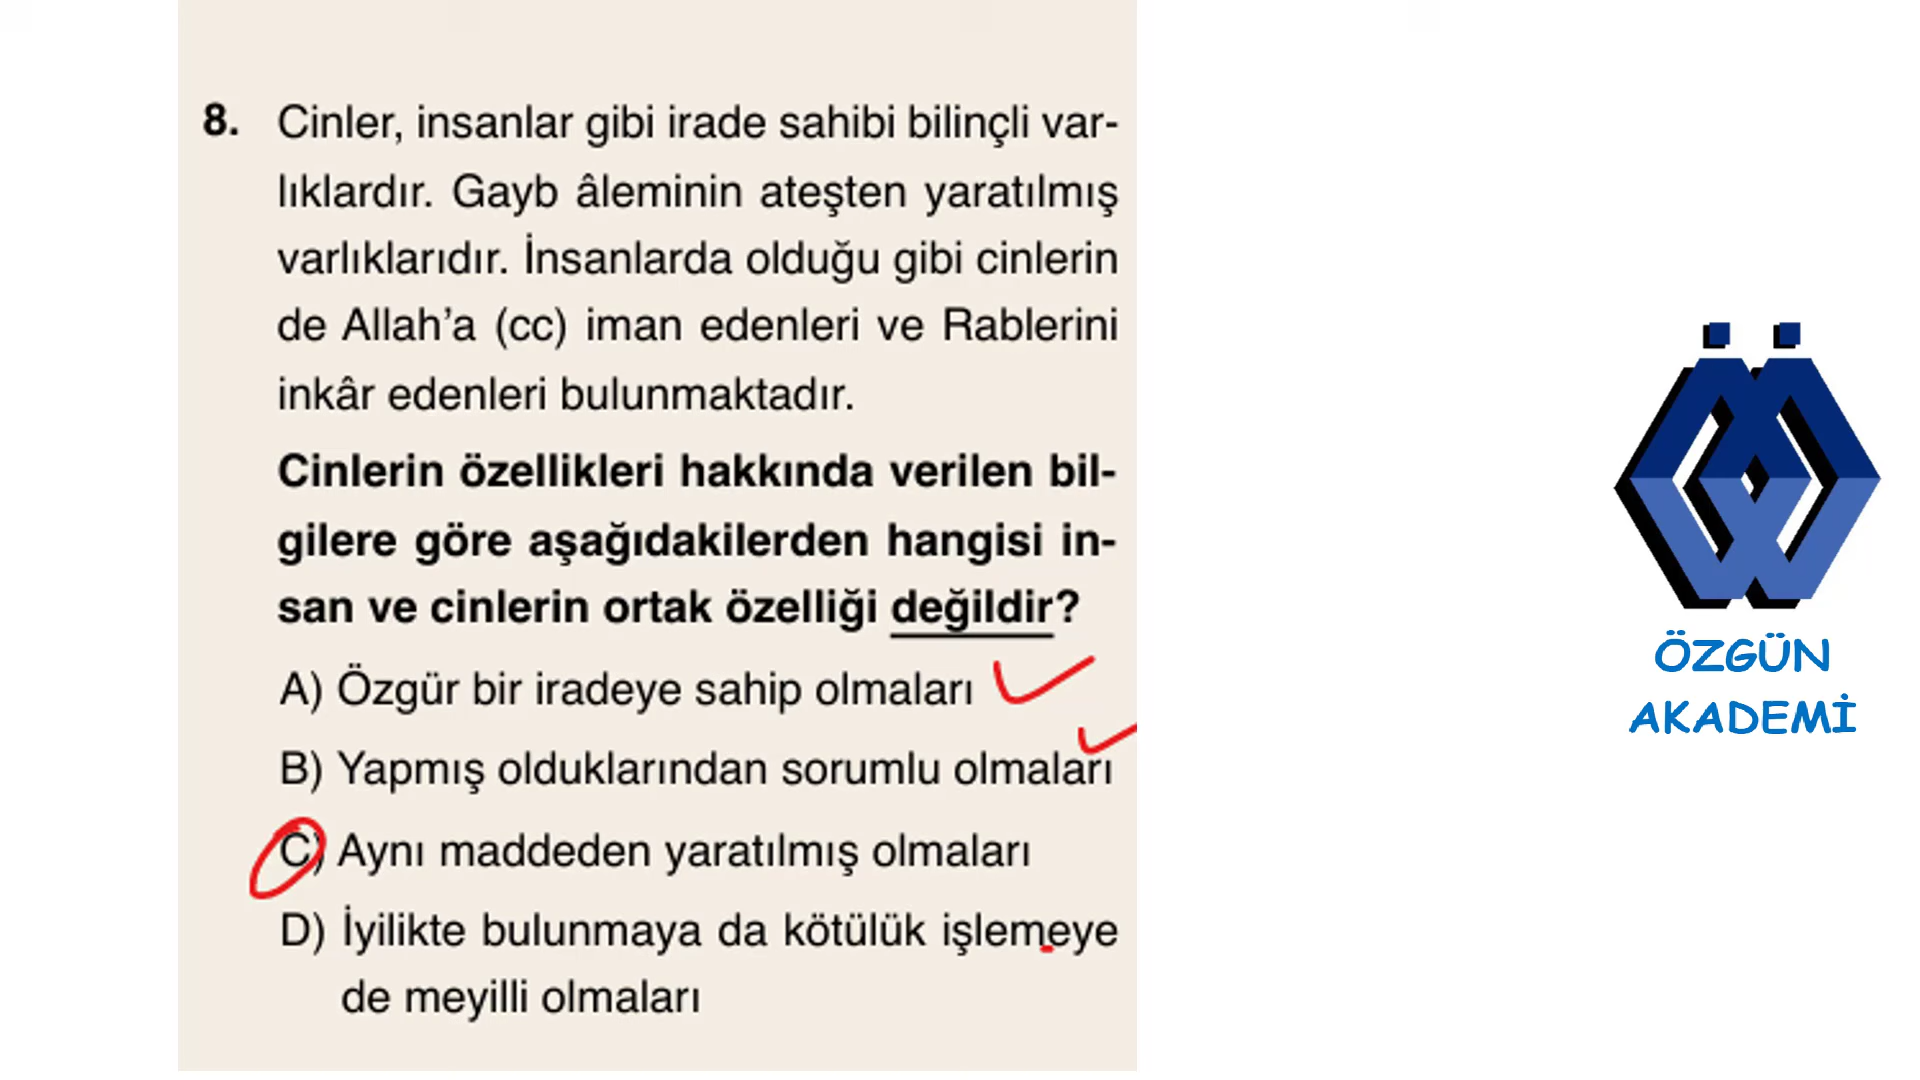 8. Cinler, insanlar gibi irade sahibi bilinçli var-
lıklardır. Gayb âleminin ateşten yaratılmış
varlıklarıdır. İnsanlarda olduğu gibi cinlerin
de Allah’a (cc) iman edenleri ve Rablerini
inkâr edenleri bulunmaktadır.
Cinlerin özellikleri hakkında verilen bil-
gilere göre aşağıdakilerden hangisi in-
san ve cinlerin ortak özelliği değildir?
A) Özgür bir iradeye sahip olmaları
B) Yapmış olduklarından sorumlu olmaları
C) Aynı maddeden yaratılmış olmaları
D) İyilikte bulunmaya da kötülük işlemeye
de meyilli olmaları
ÖZGÜN
AKADEMİ